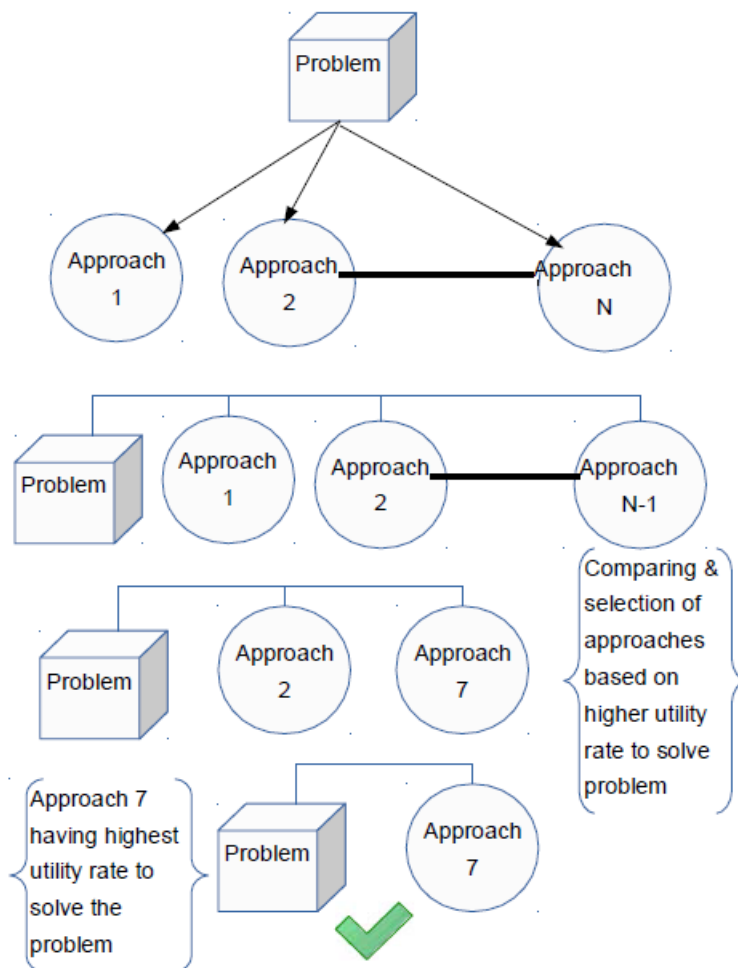 Problem
Approach
1
Approach
2
Approach
N
Problem
Approach
1
Approach
2
Approach
N-1
Comparing &
selection of
approaches
based on
higher utility
rate to solve
problem
Problem
Approach
2
Approach
7
Approach 7
having highest
utility rate to
solve the
problem
Problem
Approach
7